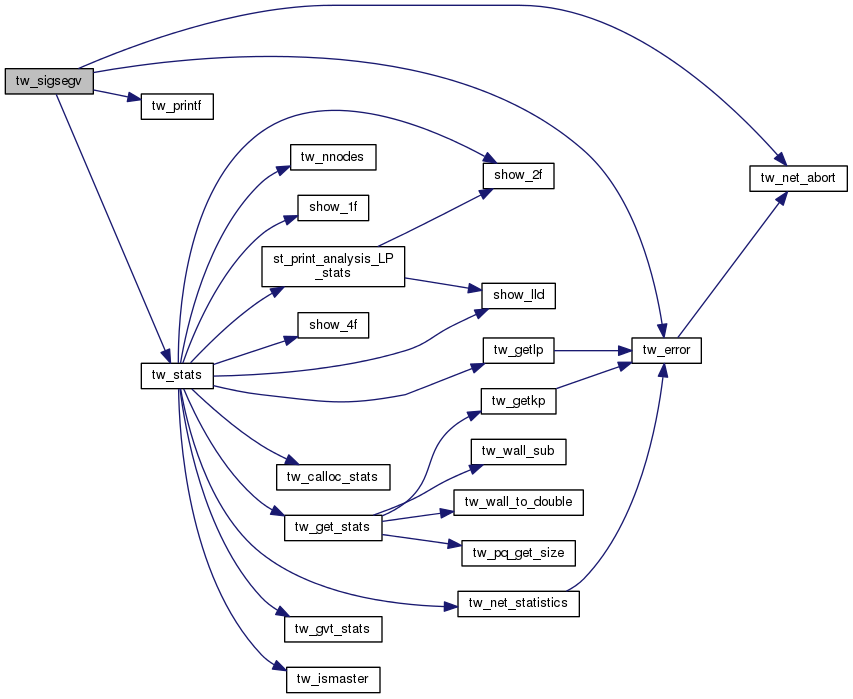 tw_sigsegv
tw_printf
tw_nnodes
show_2f
tw_net_abort
show_1f
st_print_analysis_LP
_stats
show_lld
show_4f
tw_getlp
tw_error
tw_stats
tw_getkp
tw_wall_sub
tw_calloc_stats
tw_wall_to_double
tw_get_stats
tw_pq_get_size
tw_net_statistics
tw_gvt_stats
tw_ismaster